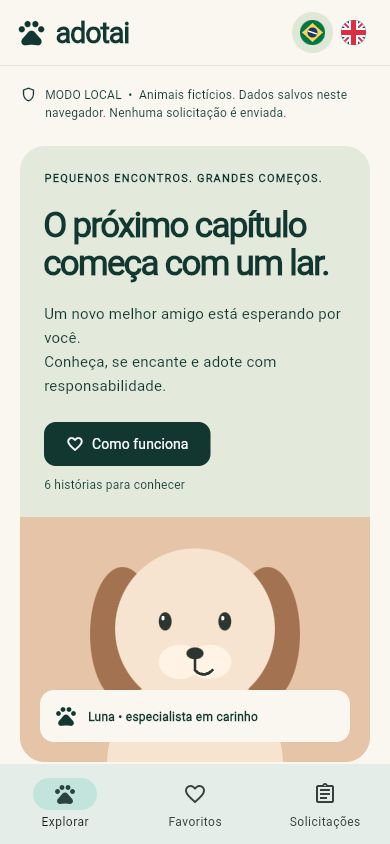 adotai
MODO LOCAL • Animais fictícios. Dados salvos neste
navegador. Nenhuma solicitação é enviada.
PEQUENOS ENCONTROS. GRANDES COMEÇOS.
O próximo capítulo
começa com um lar.
Um novo melhor amigo está esperando por
você.
Conheça, se encante e adote com
responsabilidade.
Como funciona
6 histórias para conhecer
Luna • especialista em carinho
Explorar
Favoritos
Solicitações